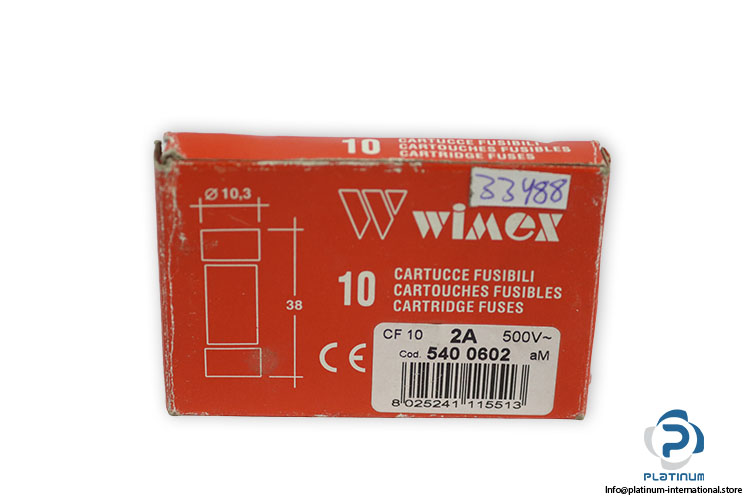 10 CARTUCCE FUSIBILI
CARTOUCHES FUSIBLES
CARTRIDGE FUSES
33488
Ø 10,3
38
W wimex
10 CARTUCCE FUSIBILI
CARTOUCHES FUSIBLES
CARTRIDGE FUSES
CE
CF 10 2A 500V~
Cod. 540 0602 aM
8 025241 115513
PLATINUM
Info@platinum-international.store